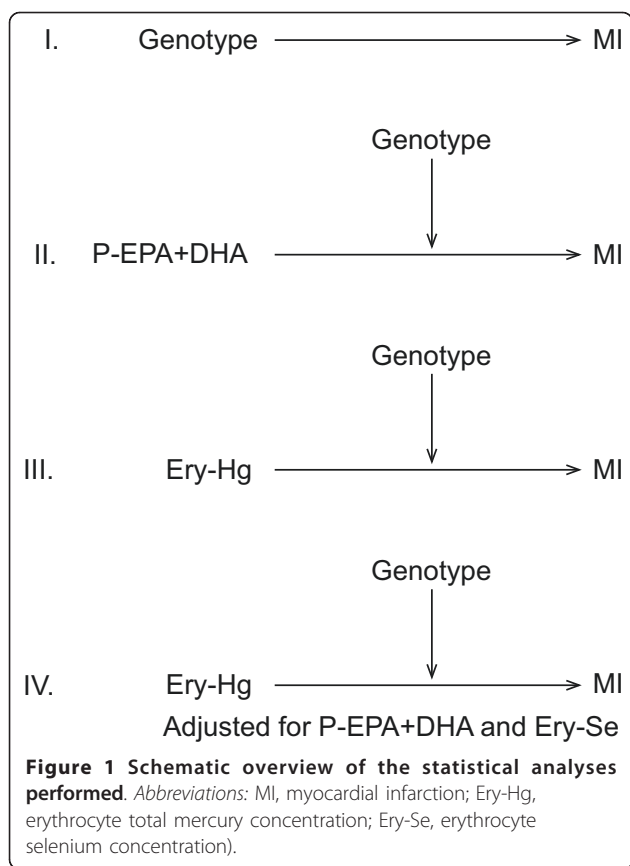 I. Genotype MI
Genotype
II. P-EPA+DHA MI
Genotype
III. Ery-Hg MI
Genotype
IV. Ery-Hg MI
Adjusted for P-EPA+DHA and Ery-Se
Figure 1 Schematic overview of the statistical analyses
performed. Abbreviations: MI, myocardial infarction; Ery-Hg,
erythrocyte total mercury concentration; Ery-Se, erythrocyte
selenium concentration).